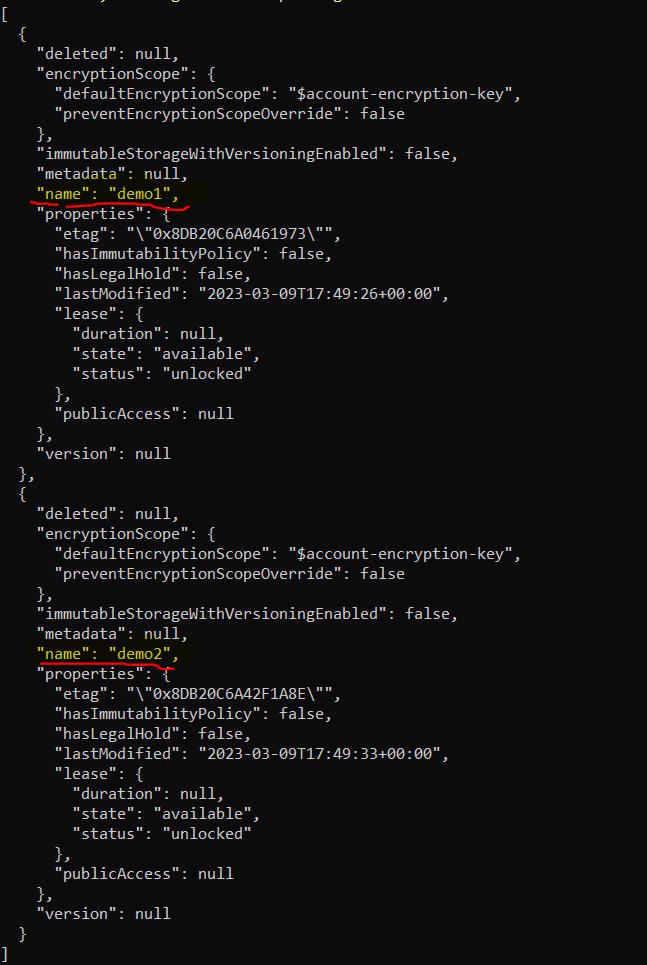 [
  {
    "deleted": null,
    "encryptionScope": {
      "defaultEncryptionScope": "$account-encryption-key",
      "preventEncryptionScopeOverride": false
    },
    "immutableStorageWithVersioningEnabled": false,
    "metadata": null,
    "name": "demo1",
    "properties": {
      "etag": "\"0x8DB20C6A0461973\"",
      "hasImmutabilityPolicy": false,
      "hasLegalHold": false,
      "lastModified": "2023-03-09T17:49:26+00:00",
      "lease": {
        "duration": null,
        "state": "available",
        "status": "unlocked"
      },
      "publicAccess": null
    },
    "version": null
  },
  {
    "deleted": null,
    "encryptionScope": {
      "defaultEncryptionScope": "$account-encryption-key",
      "preventEncryptionScopeOverride": false
    },
    "immutableStorageWithVersioningEnabled": false,
    "metadata": null,
    "name": "demo2",
    "properties": {
      "etag": "\"0x8DB20C6A42F1A8E\"",
      "hasImmutabilityPolicy": false,
      "hasLegalHold": false,
      "lastModified": "2023-03-09T17:49:33+00:00",
      "lease": {
        "duration": null,
        "state": "available",
        "status": "unlocked"
      },
      "publicAccess": null
    },
    "version": null
  }
]